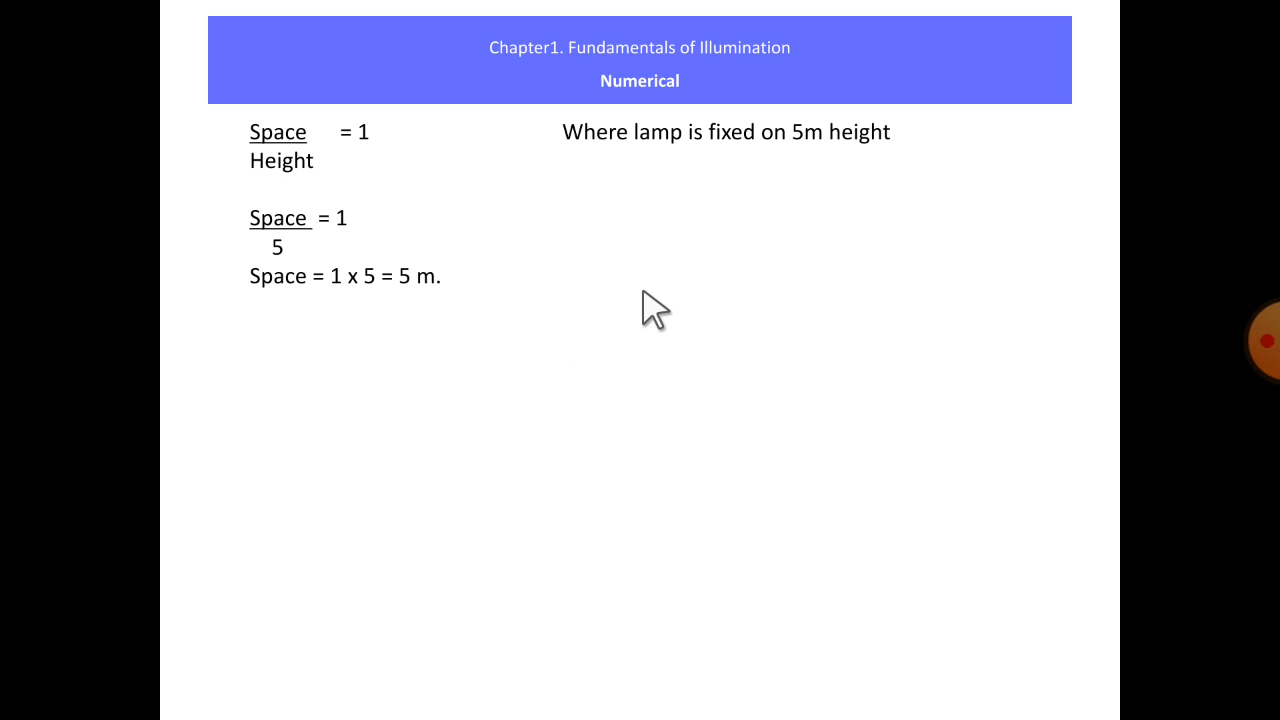 Chapter1. Fundamentals of Illumination
Numerical
Space = 1 Where lamp is fixed on 5m height
Height
Space = 1
5
Space = 1 x 5 = 5 m.